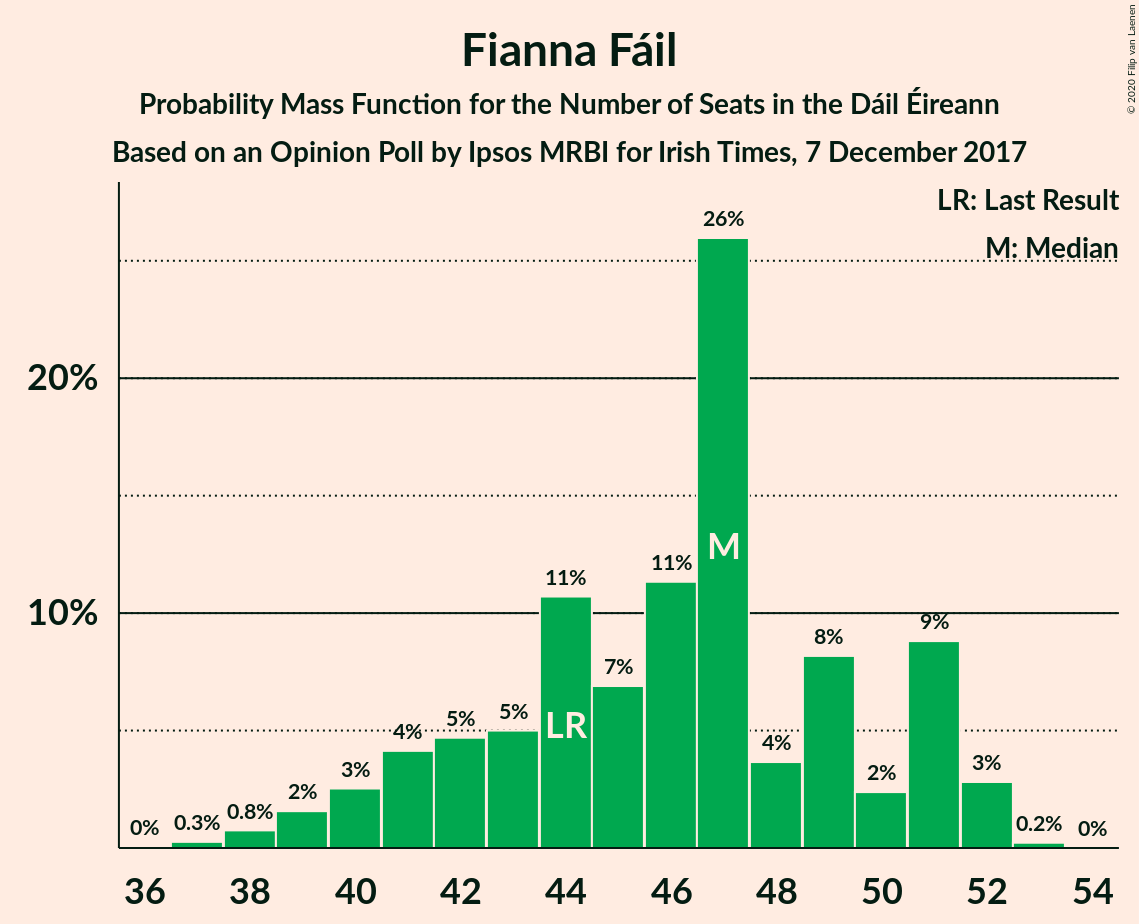 Fianna Fáil
Probability Mass Function for the Number of Seats in the Dáil Éireann
Based on an Opinion Poll by Ipsos MRBI for Irish Times, 7 December 2017
© 2020 Filip van Laenen
LR: Last Result
M: Median
20%
10%
0%
0.3%
0.8%
2%
3%
4%
5%
5%
11%
7%
11%
26%
4%
8%
2%
9%
3%
0.2%
0%
LR
M
36 38 40 42 44 46 48 50 52 54